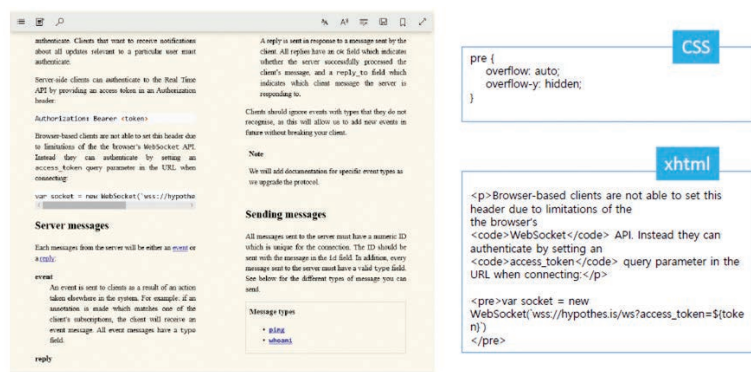 authenticate. Clients that want to receive notifications
about all updates relevant to a particular user must
authenticate.
Server-side clients can authenticate to the Real Time
API by providing an access token in an Authorization
header:
Authorization: Bearer <token>
Browser-based clients are not able to set this header due
to limitations of the the browser's WebSocket API.
Instead they can authenticate by setting an
access_token query parameter in the URL when
connecting:
var socket = new WebSocket(`wss://hypothe
Server messages
Each messages from the server will be either an event or
a reply.
event
An event is sent to clients as a result of an action
taken elsewhere in the system. For example: if an
annotation is made which matches one of the
client's subscriptions, the client will receive an
event message. All event messages have a type
field.
reply
A reply is sent in response to a message sent by the
client. All replies have an ok field which indicates
whether the server successfully processed the
client's message, and a reply_to field which
indicates which client message the server is
responding to.
Clients should ignore events with types that they do not
recognise, as this will allow us to add new events in
future without breaking your client.
Note
We will add documentation for specific event types as
we upgrade the protocol.
Sending messages
All messages sent to the server must have a numeric ID
which is unique for the connection. The ID should be
sent with the message in the id field. In addition, every
message sent to the server must have a valid type field.
See below for the different types of message you can
send.
Message types
• ping
• whoami
CSS
pre {
overflow: auto;
overflow-y: hidden;
}
xhtml
<p>Browser-based clients are not able to set this
header due to limitations of the
the browser's
<code>WebSocket</code> API. Instead they can
authenticate by setting an
<code>access_token</code> query parameter in the
URL when connecting:</p>
<pre>var socket = new
WebSocket(`wss://hypothes.is/ws?access_token=${toke
n}`)
</pre>